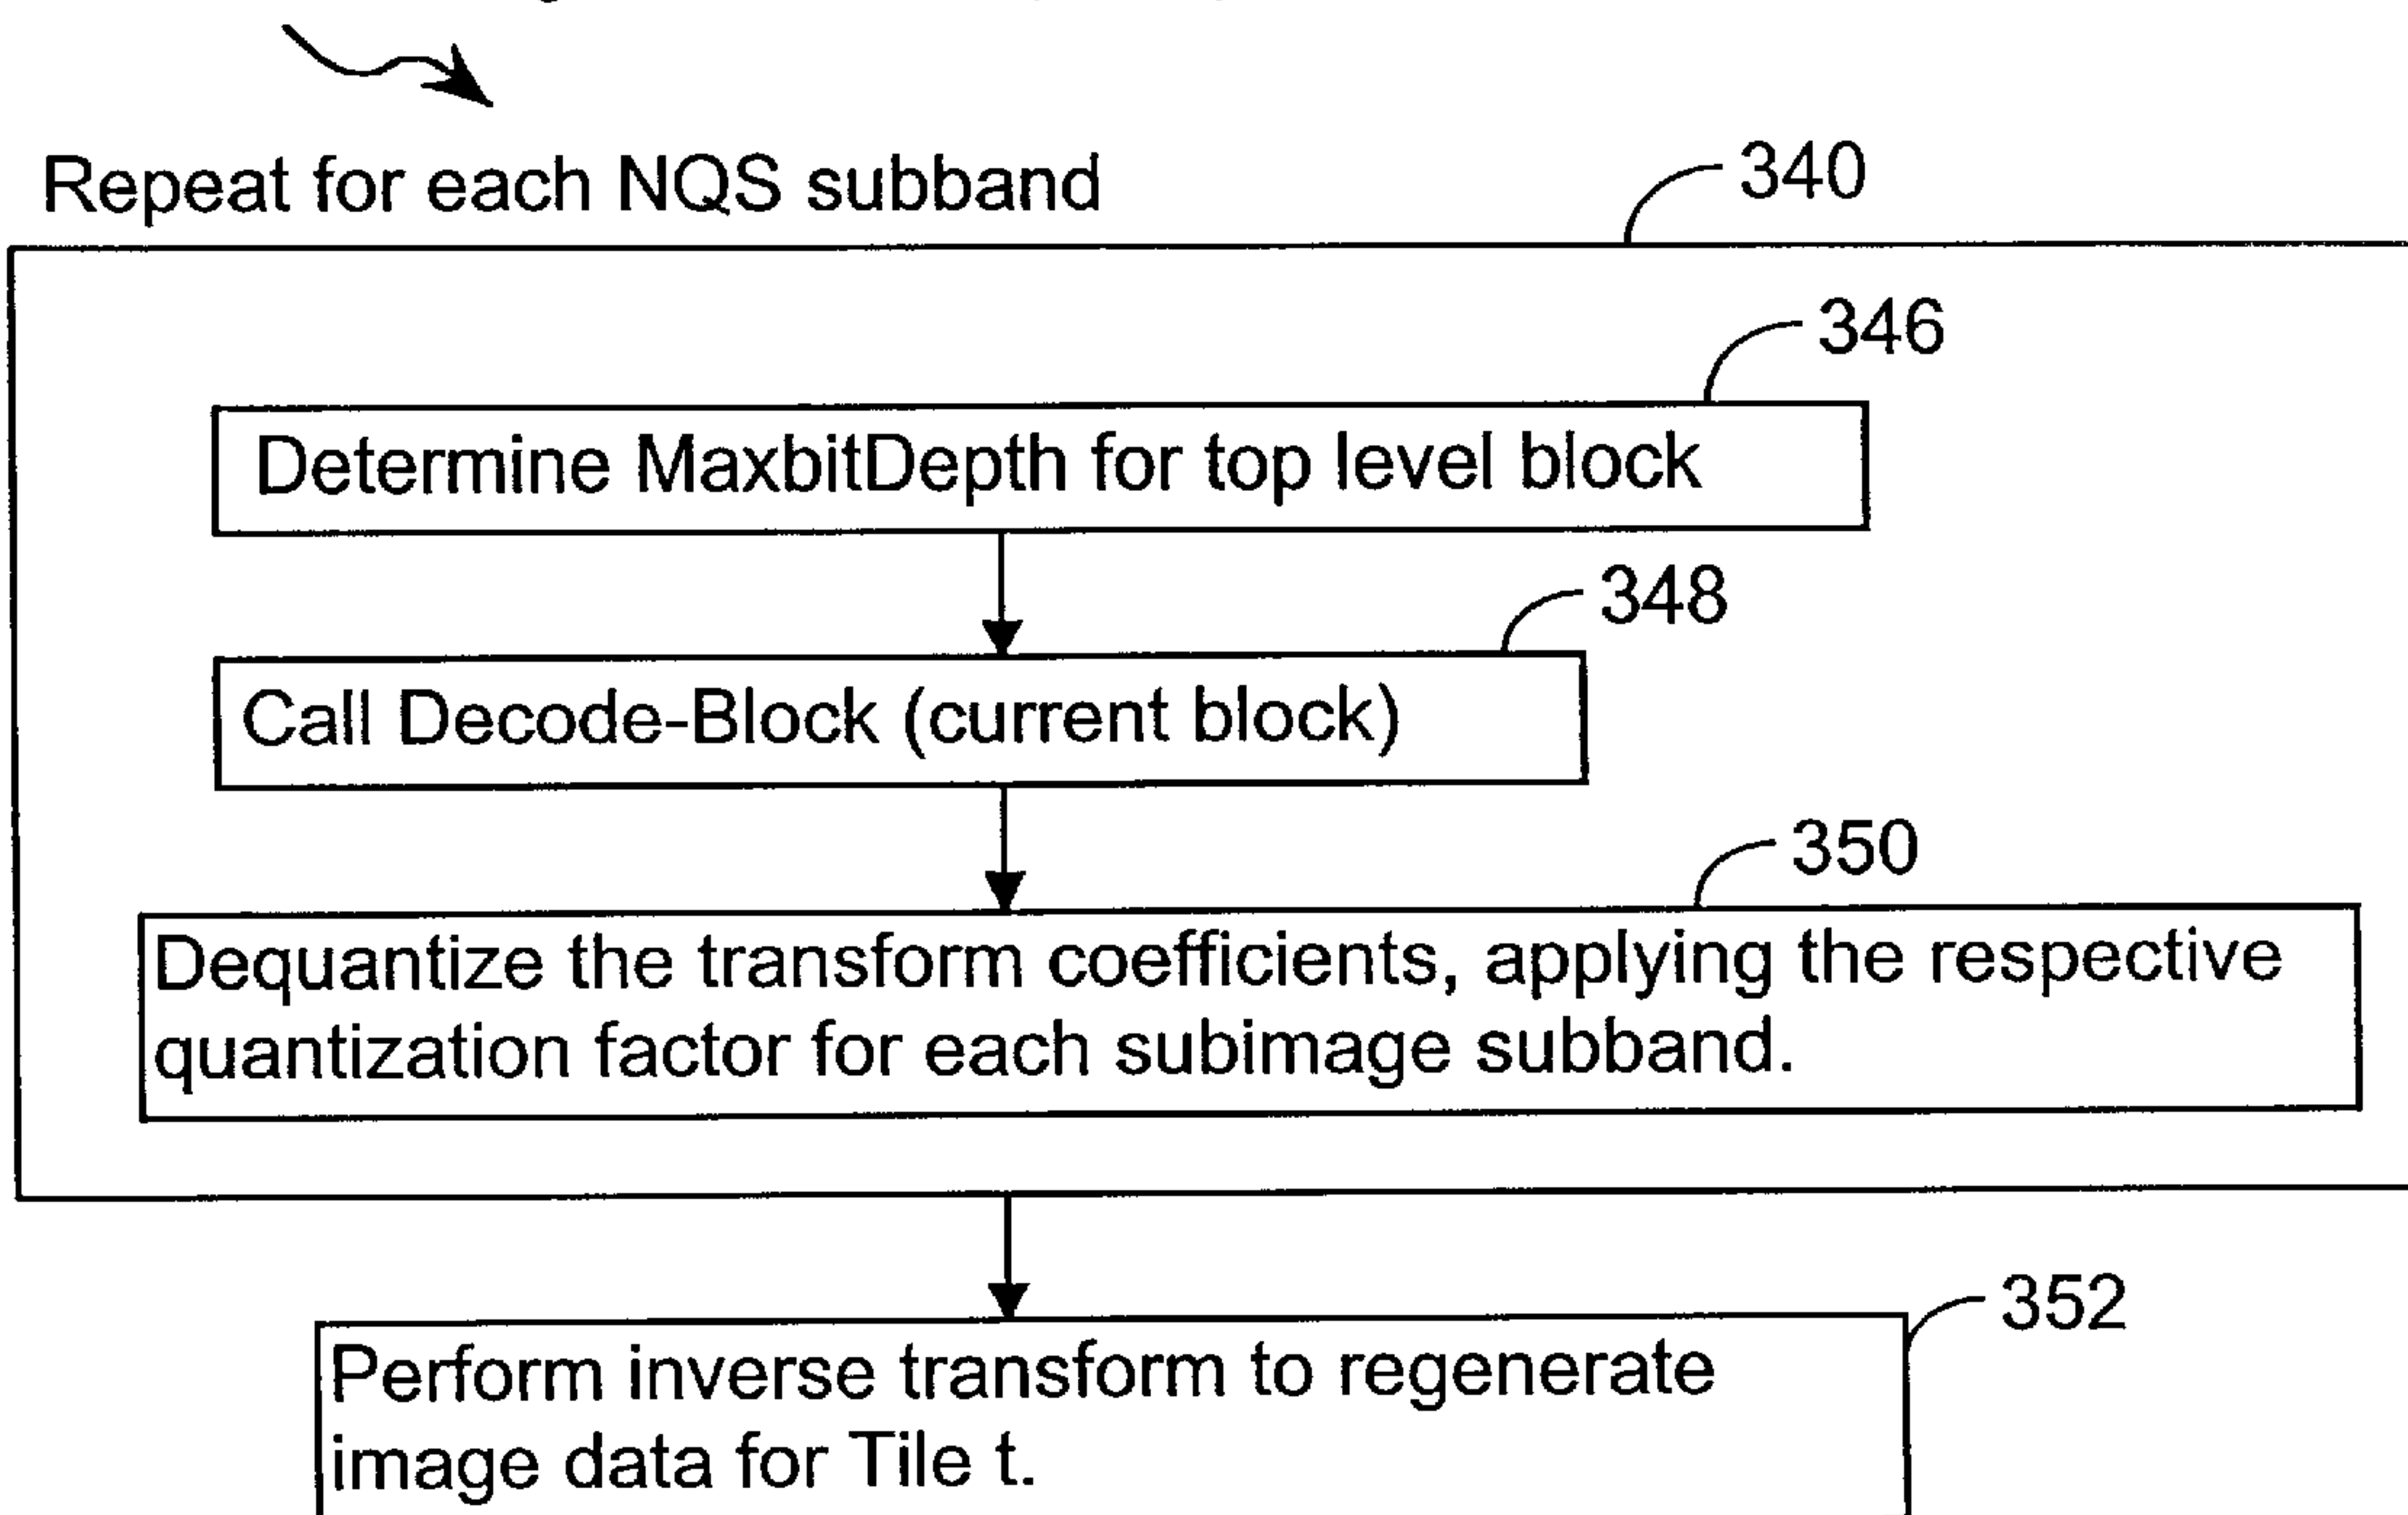 Repeat for each NQS subband
340
346
Determine MaxbitDepth for top level block
348
Call Decode-Block (current block)
350
Dequantize the transform coefficients, applying the respective
quantization factor for each subimage subband.
352
Perform inverse transform to regenerate
image data for Tile t.